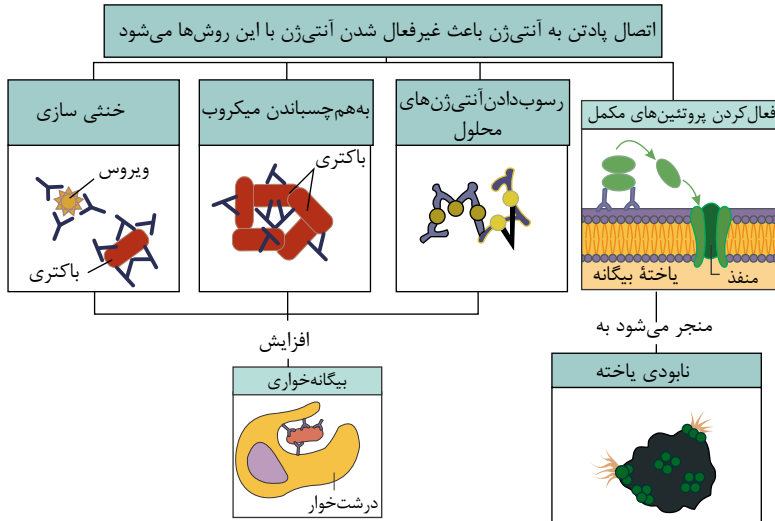 اتصال پادتن به آنتی‌ژن باعث غیرفعال شدن آنتی‌ژن با این روش‌ها می‌شود
فعال‌کردن پروتئین‌های مکمل
منفذ
یاختهٔ بیگانه
رسوب‌دادن‌آنتی‌ژن‌های
محلول
به‌هم‌چسباندن میکروب
باکتری
خنثی سازی
ویروس
باکتری
منجر می‌شود به
نابودی یاخته
افزایش
بیگانه‌خواری
درشت‌خوار